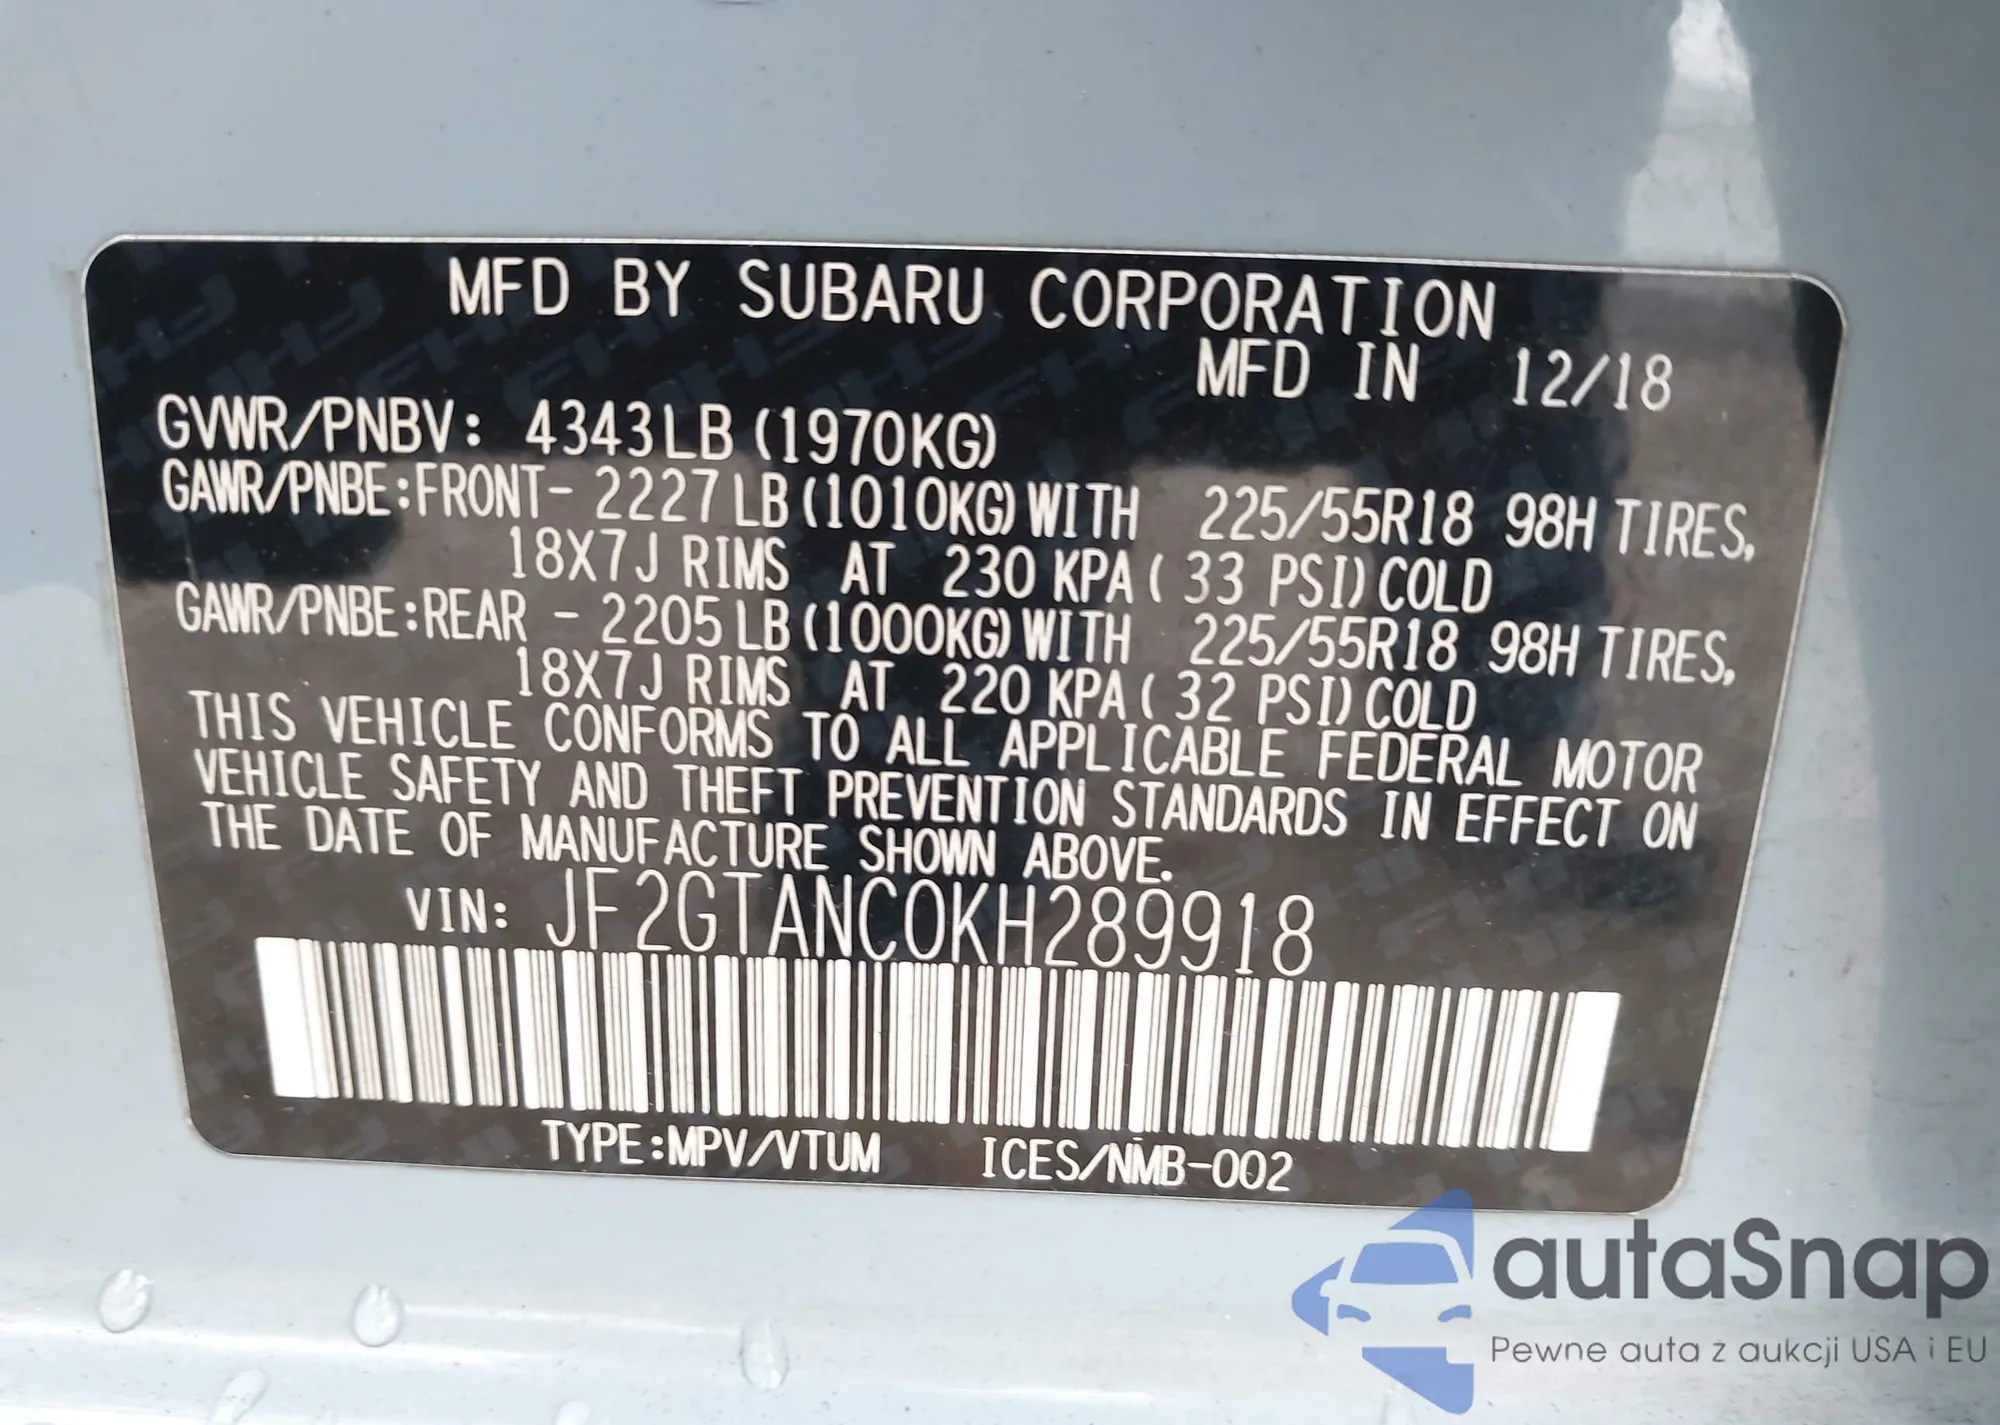 MFD BY SUBARU CORPORATION
MFD IN 12/18
GVWR/PNBV: 4343LB (1970KG)
GAWR/PNBE:FRONT- 2227LB (1010KG) WITH 225/55R18 98H TIRES,
18X7J RIMS AT 230 KPA ( 33 PSI) COLD
GAWR/PNBE:REAR - 2205LB (1000KG) WITH 225/55R18 98H TIRES,
18X7J RIMS AT 220 KPA ( 32 PSI) COLD
THIS VEHICLE CONFORMS TO ALL APPLICABLE FEDERAL MOTOR
VEHICLE SAFETY AND THEFT PREVENTION STANDARDS IN EFFECT ON
THE DATE OF MANUFACTURE SHOWN ABOVE.
VIN: JF2GTANC0KH289918
TYPE:MPV/VTUM ICES/NMB-002
autaSnap
Pewne auta z aukcji USA i EU